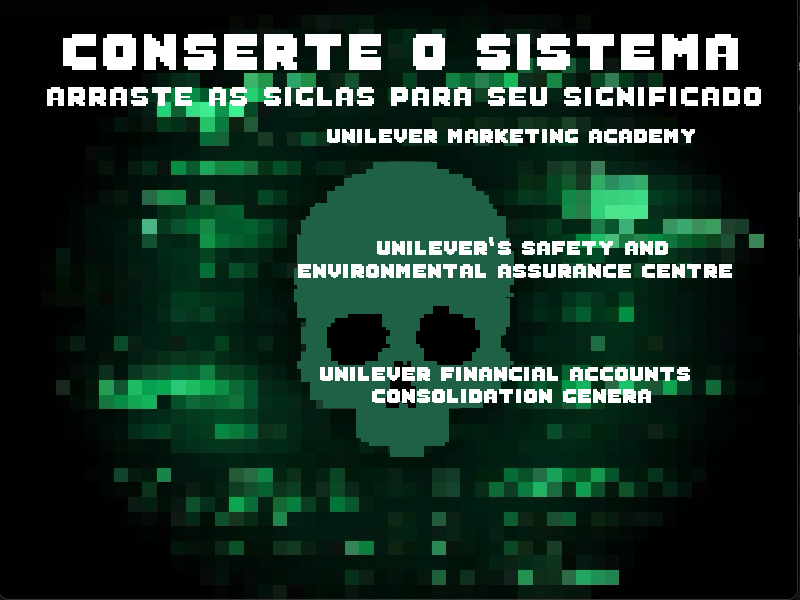 CONSERTE O SISTEMA
ARRASTE AS SIGLAS PARA SEU SIGNIFICADO
UNILEVER MARKETING ACADEMY
UNILEVER'S SAFETY AND
ENVIRONMENTAL ASSURANCE CENTRE
UNILEVER FINANCIAL ACCOUNTS
CONSOLIDATION GENERA